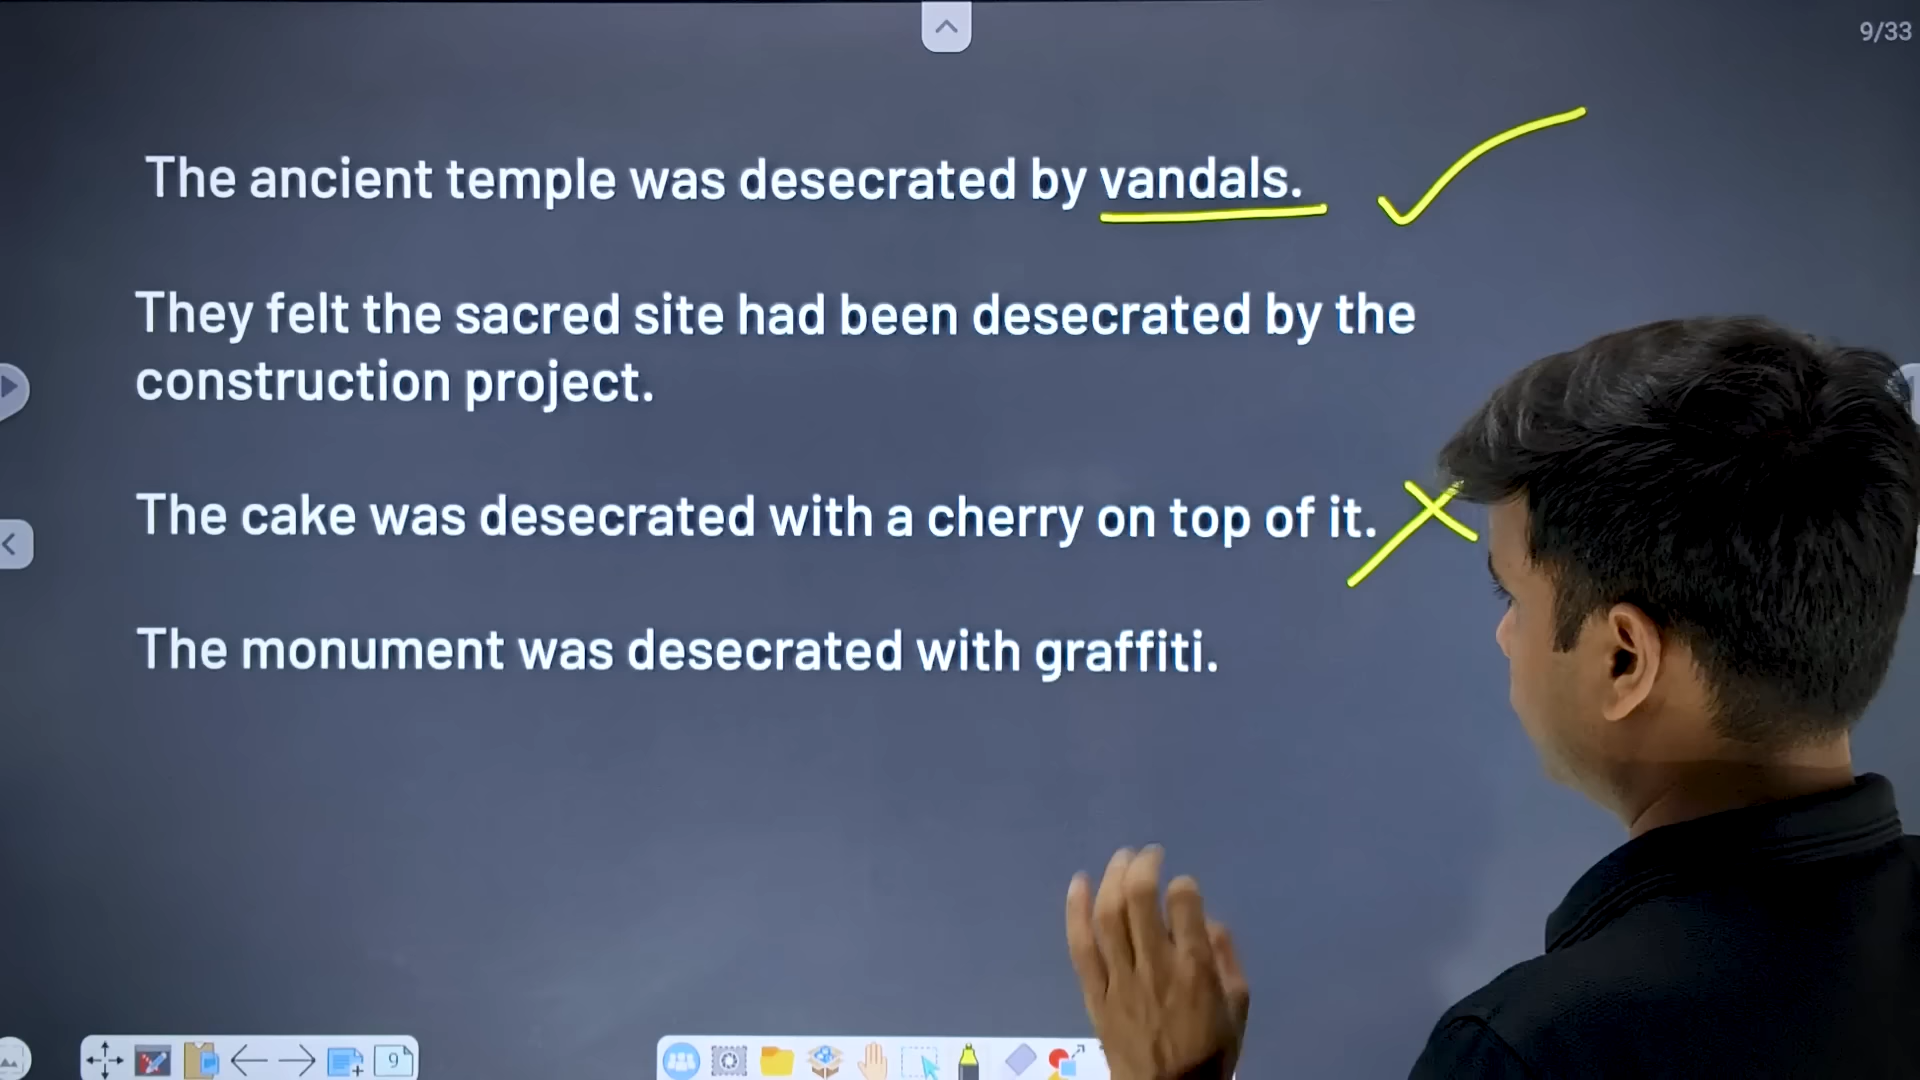 9/33
The ancient temple was desecrated by vandals.
They felt the sacred site had been desecrated by the
construction project.
The cake was desecrated with a cherry on top of it.
The monument was desecrated with graffiti.
9